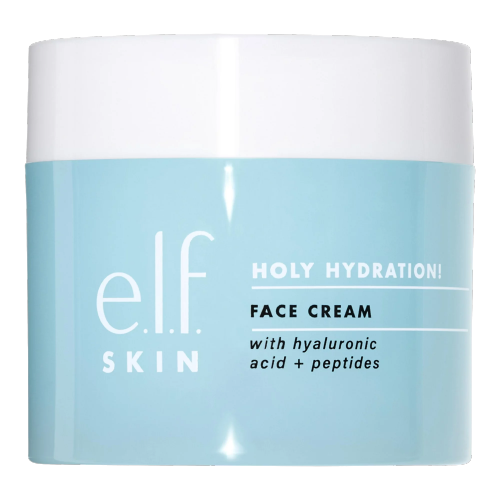 e.l.f.
SKIN
HOLY HYDRATION!
FACE CREAM
with hyaluronic
acid + peptides